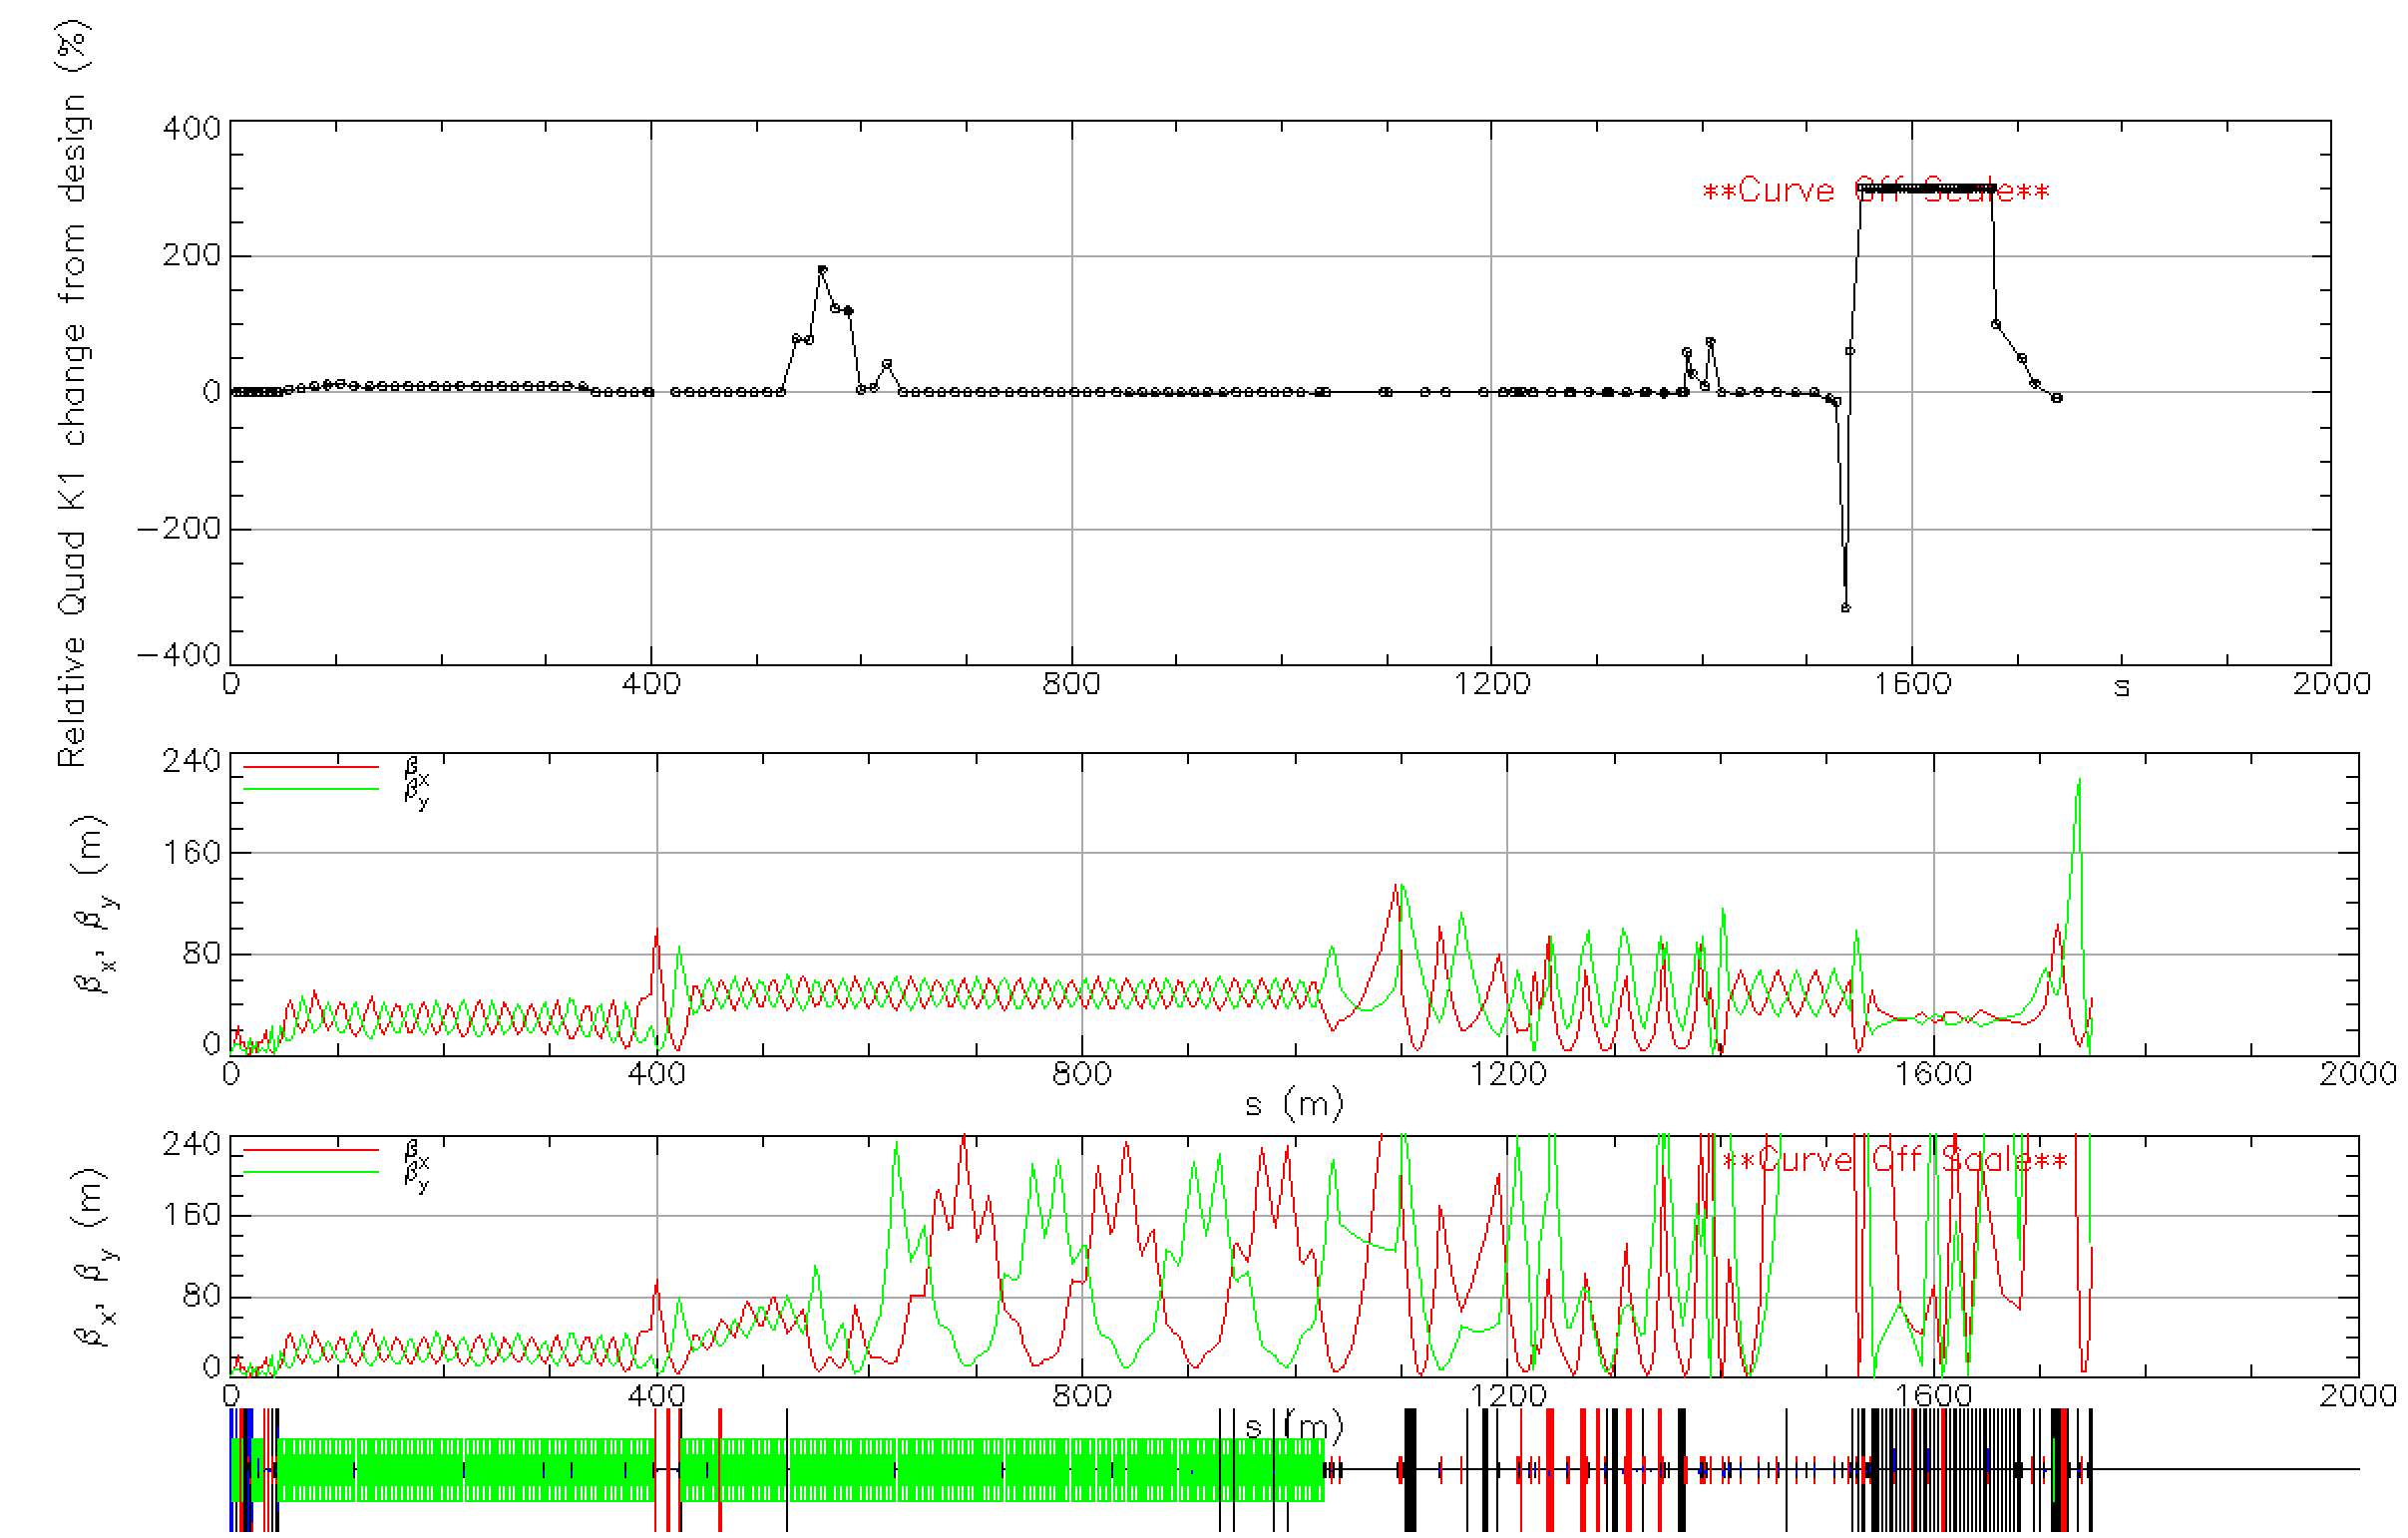 Relative Quad K1 change from design (%)
400
200
0
−200
−400
0 400 800 1200 1600 s 2000
**Curve Off Scale**
βx, βy (m)
240
160
80
0
βx
βy
0 400 800 1200 1600 2000
s (m)
βx, βy (m)
240
160
80
0
βx
βy
**Curve Off Scale**
0 400 800 1200 1600 2000
s (m)